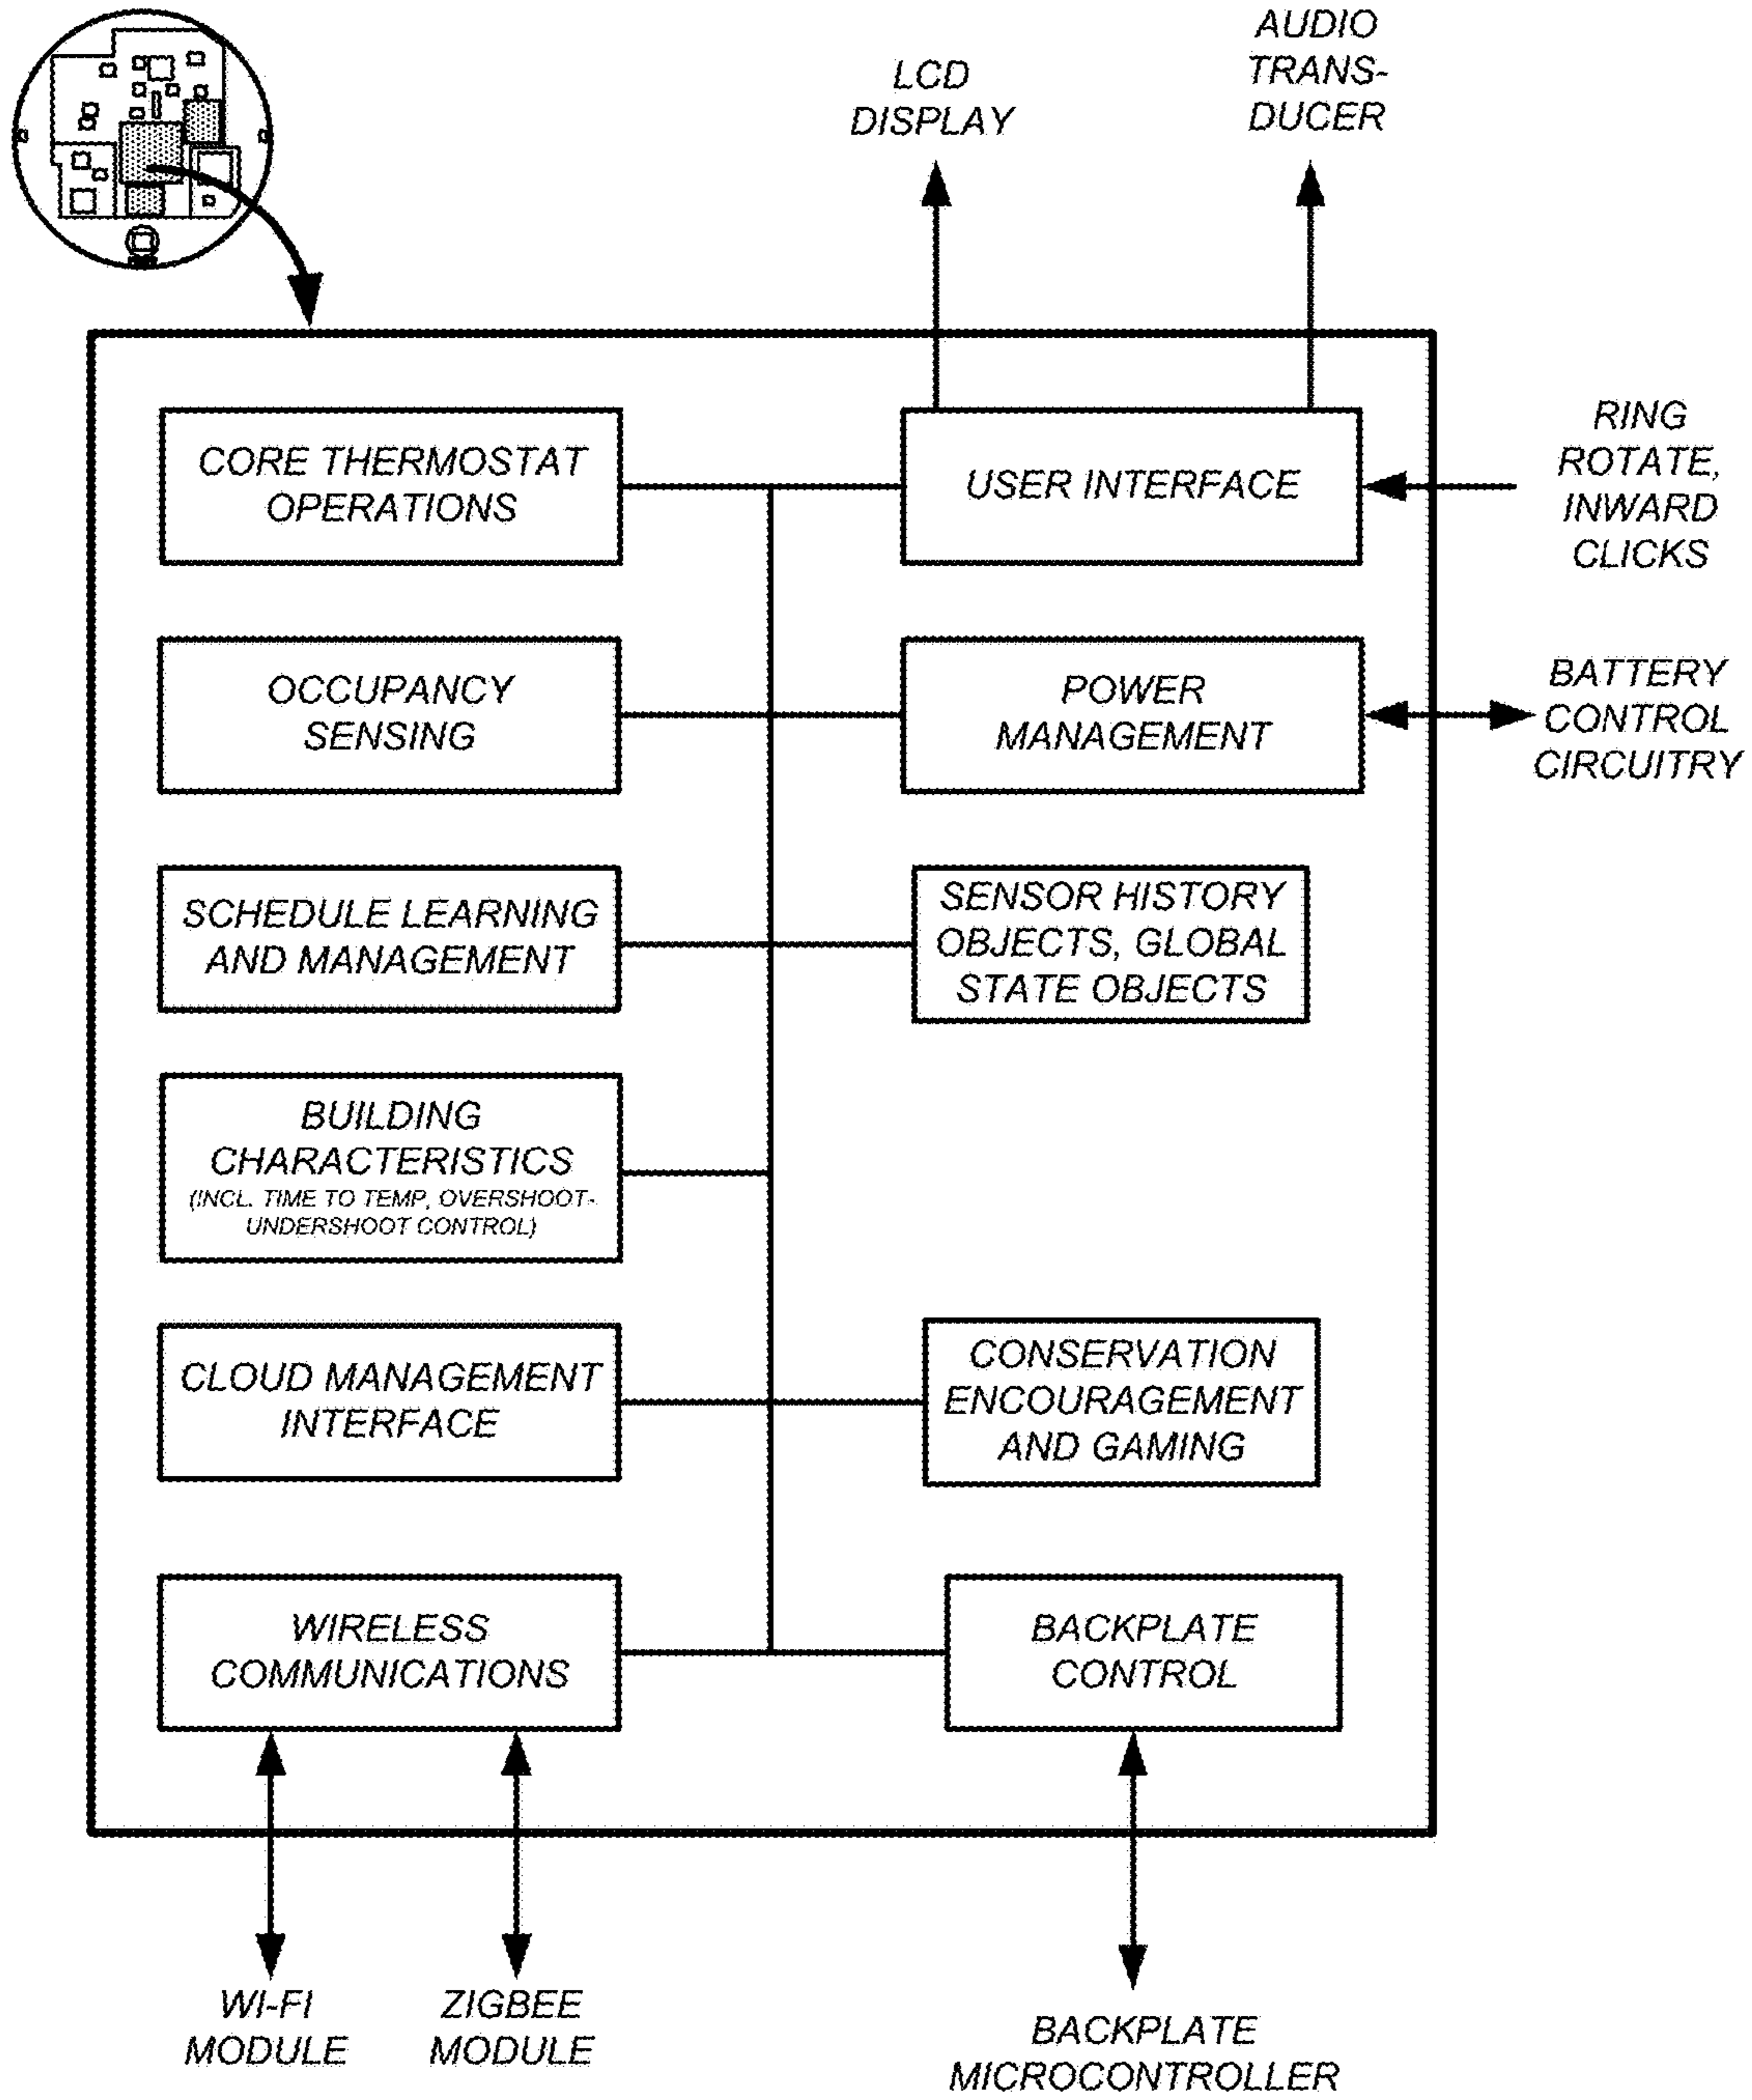 LCD
DISPLAY
AUDIO
TRANS-
DUCER
CORE THERMOSTAT
OPERATIONS
USER INTERFACE
RING
ROTATE,
INWARD
CLICKS
OCCUPANCY
SENSING
POWER
MANAGEMENT
BATTERY
CONTROL
CIRCUITRY
SCHEDULE LEARNING
AND MANAGEMENT
SENSOR HISTORY
OBJECTS, GLOBAL
STATE OBJECTS
BUILDING
CHARACTERISTICS
(INCL. TIME TO TEMP, OVERSHOOT-
UNDERSHOOT CONTROL)
CLOUD MANAGEMENT
INTERFACE
CONSERVATION
ENCOURAGEMENT
AND GAMING
WIRELESS
COMMUNICATIONS
BACKPLATE
CONTROL
WI-FI
MODULE
ZIGBEE
MODULE
BACKPLATE
MICROCONTROLLER